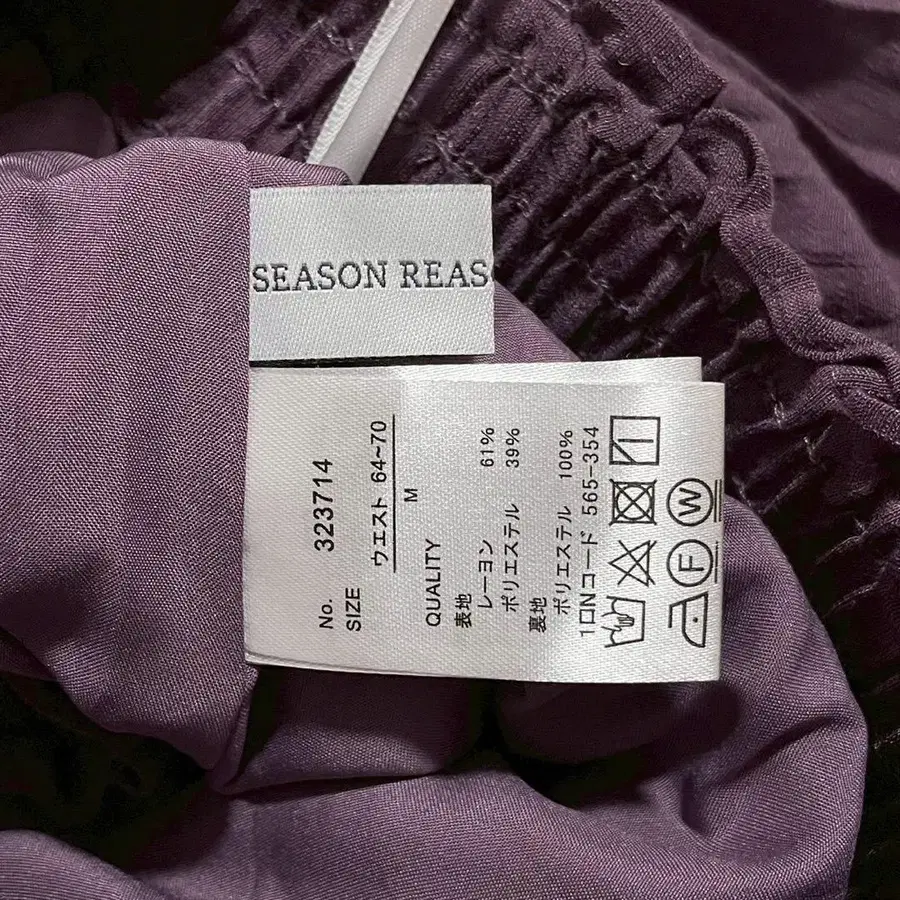 SEASON REAS
No. 323714
SIZE ウエスト 64~70
M
QUALITY
表地
レーヨン 61%
ポリエステル 39%
裏地
ポリエステル 100%
1ロNコード 565-354
F W